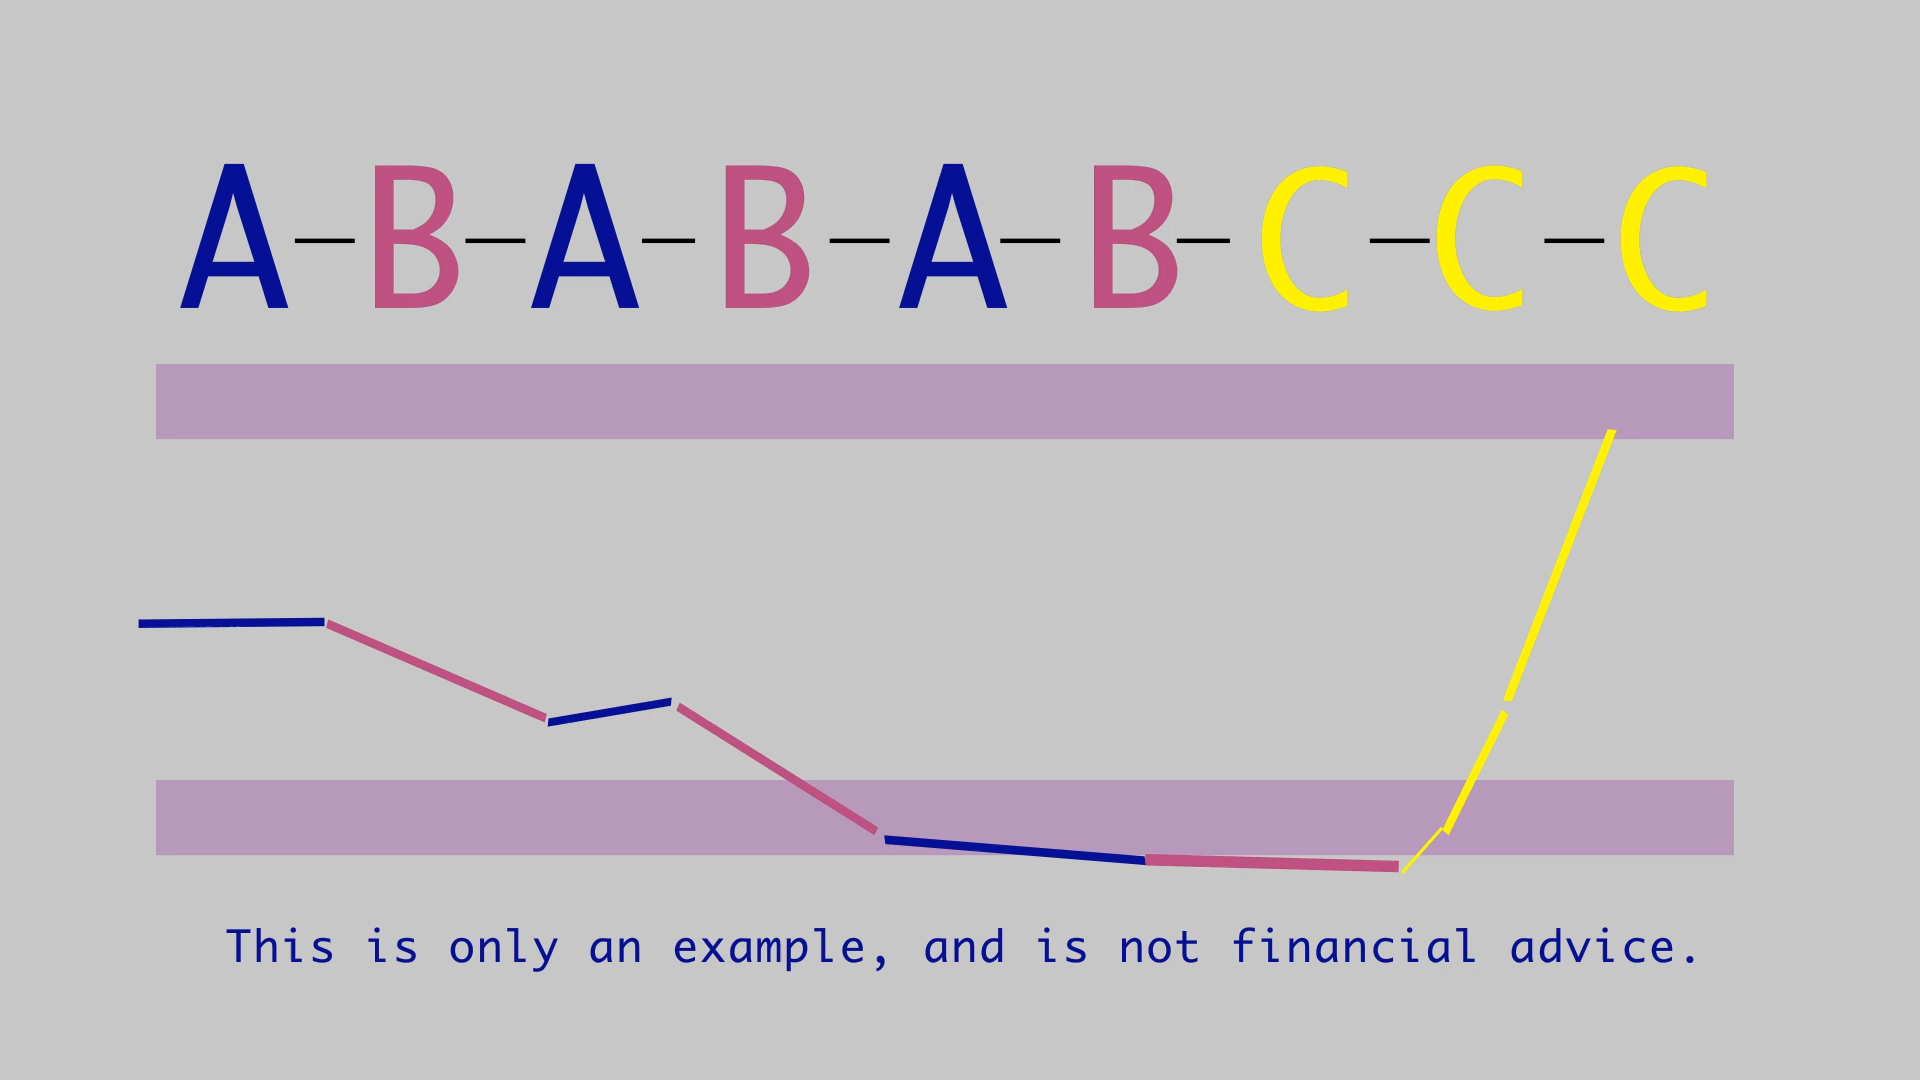 A–B–A–B–A–B–C–C–C
This is only an example, and is not financial advice.